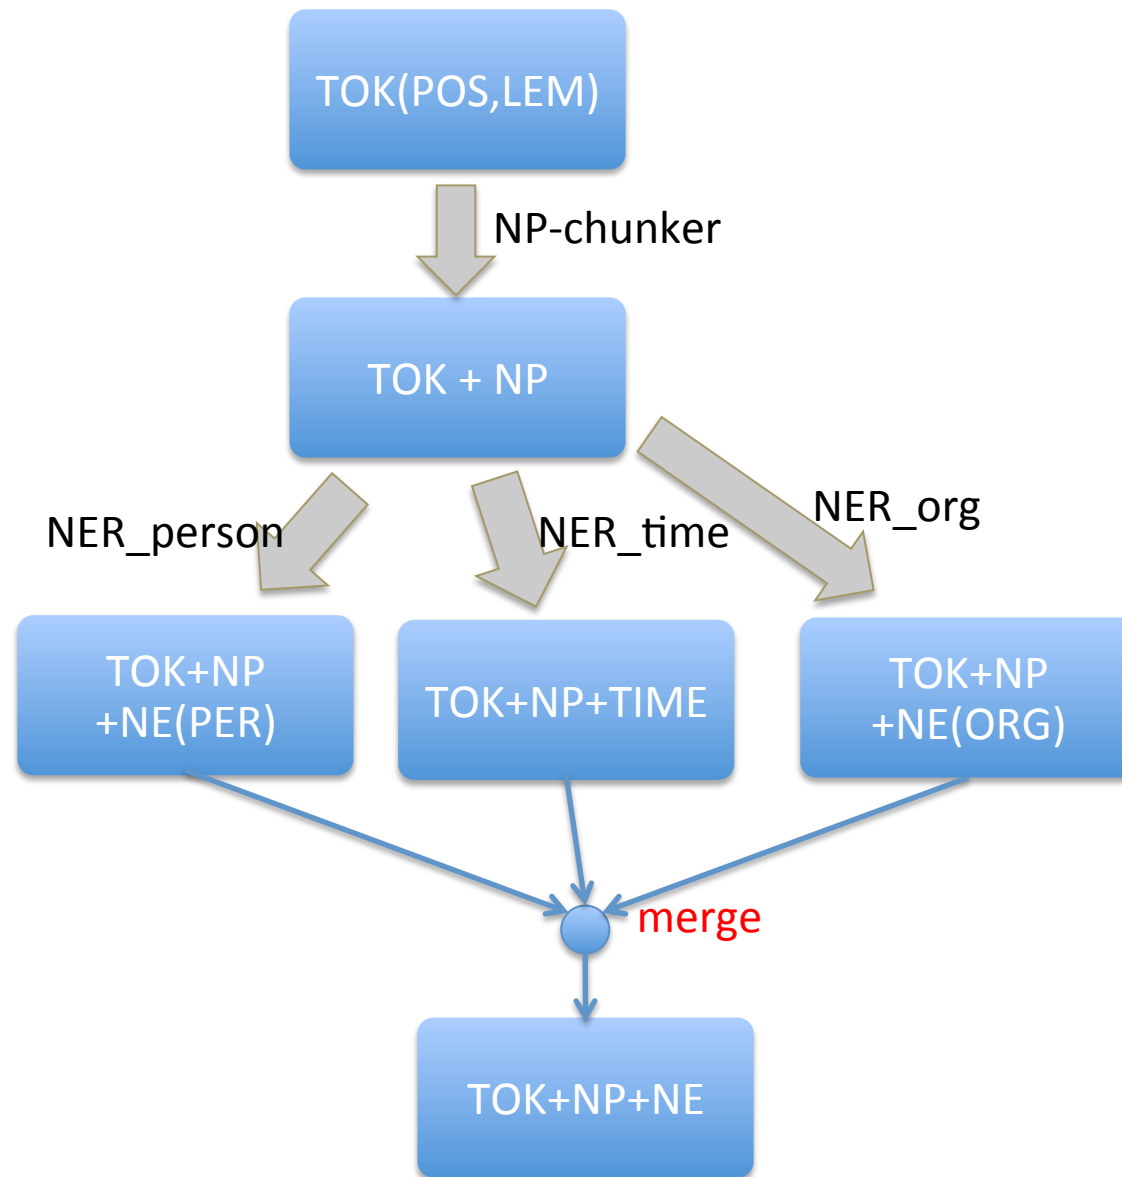 TOK(POS,LEM)
NP-chunker
TOK + NP
NER_person
NER_time
NER_org
TOK+NP
+NE(PER)
TOK+NP+TIME
TOK+NP
+NE(ORG)
merge
TOK+NP+NE